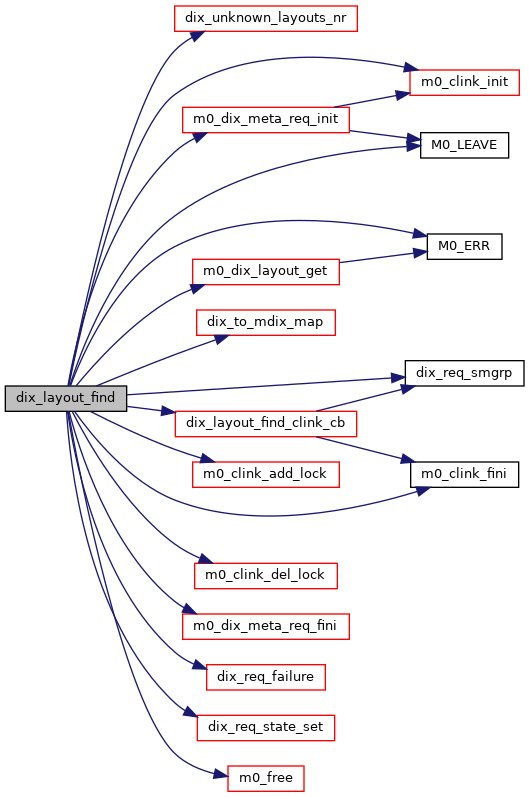 dix_unknown_layouts_nr
m0_clink_init
m0_dix_meta_req_init
M0_LEAVE
M0_ERR
m0_dix_layout_get
dix_to_mdix_map
dix_req_smgrp
dix_layout_find
dix_layout_find_clink_cb
m0_clink_add_lock
m0_clink_fini
m0_clink_del_lock
m0_dix_meta_req_fini
dix_req_failure
dix_req_state_set
m0_free